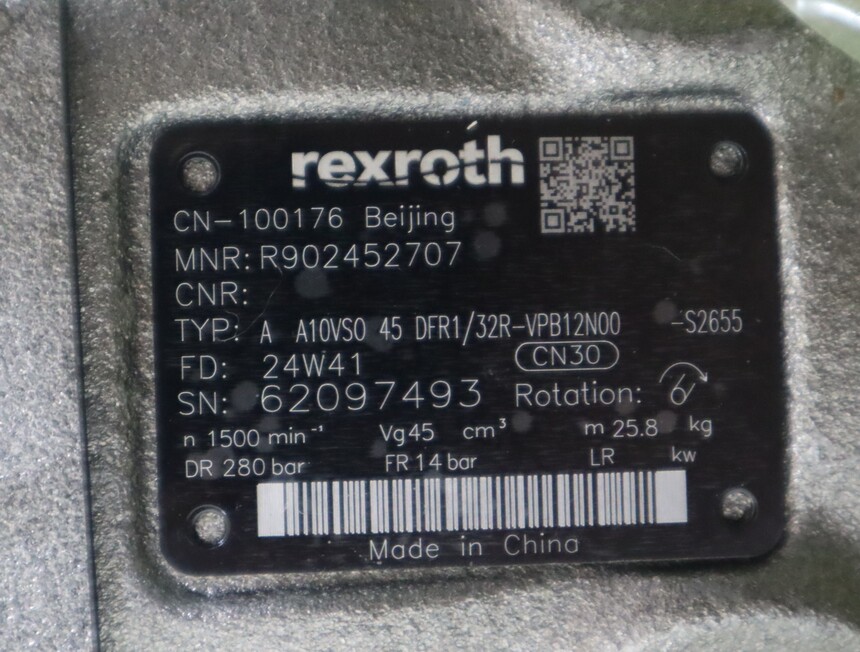 rexroth
CN-100176 Beijing
MNR: R902452707
CNR:
TYP: A A10VSO 45 DFR1/32R-VPB12N00 -S2655
FD: 24W41 CN30
SN: 62097493 Rotation:
n 1500 min⁻¹ Vg 45 cm³ m 25.8 kg
DR 280 bar FR 14 bar LR kw
Made in China